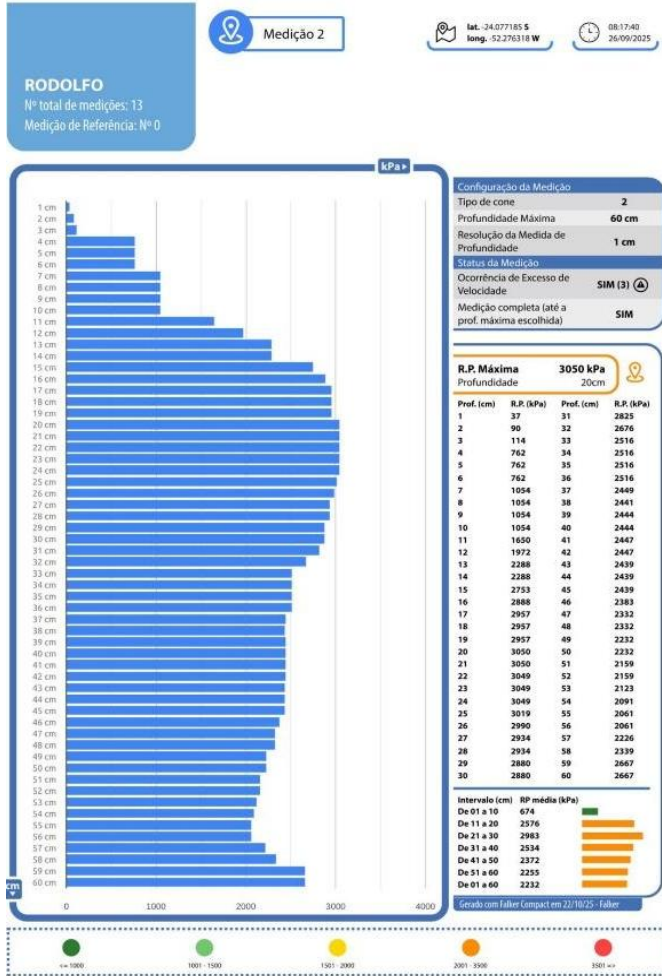 Medição 2
lat. -24.077185 S
long. -52.276318 W
08:17:40
26/09/2025
RODOLFO
Nº total de medições: 13
Medição de Referência: Nº 0
kPa
1 cm
2 cm
3 cm
4 cm
5 cm
6 cm
7 cm
8 cm
9 cm
10 cm
11 cm
12 cm
13 cm
14 cm
15 cm
16 cm
17 cm
18 cm
19 cm
20 cm
21 cm
22 cm
23 cm
24 cm
25 cm
26 cm
27 cm
28 cm
29 cm
30 cm
31 cm
32 cm
33 cm
34 cm
35 cm
36 cm
37 cm
38 cm
39 cm
40 cm
41 cm
42 cm
43 cm
44 cm
45 cm
46 cm
47 cm
48 cm
49 cm
50 cm
51 cm
52 cm
53 cm
54 cm
55 cm
56 cm
57 cm
58 cm
59 cm
60 cm
cm
0 1000 2000 3000 4000
Configuração da Medição
Tipo de cone 2
Profundidade Máxima 60 cm
Resolução da Medida de
Profundidade 1 cm
Status da Medição
Ocorrência de Excesso de
Velocidade SIM (3)
Medição completa (até a
prof. máxima escolhida) SIM
R.P. Máxima 3050 kPa
Profundidade 20cm
Prof. (cm) R.P. (kPa) Prof. (cm) R.P. (kPa)
1 37 31 2825
2 90 32 2676
3 114 33 2516
4 762 34 2516
5 762 35 2516
6 762 36 2516
7 1054 37 2449
8 1054 38 2441
9 1054 39 2444
10 1054 40 2444
11 1650 41 2447
12 1972 42 2447
13 2288 43 2439
14 2288 44 2439
15 2753 45 2439
16 2888 46 2383
17 2957 47 2332
18 2957 48 2332
19 2957 49 2232
20 3050 50 2232
21 3050 51 2159
22 3049 52 2159
23 3049 53 2123
24 3049 54 2091
25 3019 55 2061
26 2990 56 2061
27 2934 57 2226
28 2934 58 2339
29 2880 59 2667
30 2880 60 2667
Intervalo (cm) RP média (kPa)
De 01 a 10 674
De 11 a 20 2576
De 21 a 30 2983
De 31 a 40 2534
De 41 a 50 2372
De 51 a 60 2255
De 01 a 60 2232
Gerado com Falker Compact em 22/10/25 - Falker
<= 1000 1001 - 1500 1501 - 2000 2001 - 3500 3501 =>